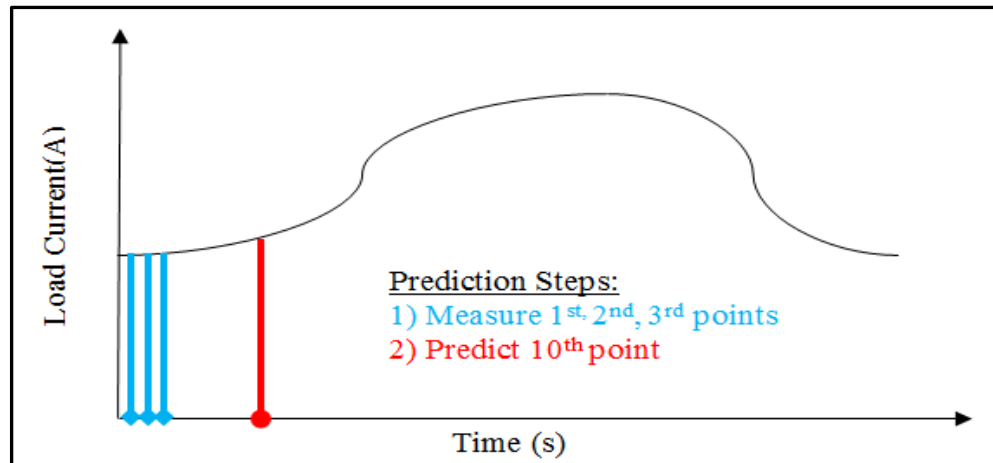 Load Current(A)
Prediction Steps:
1) Measure 1st, 2nd, 3rd points
2) Predict 10th point
Time (s)